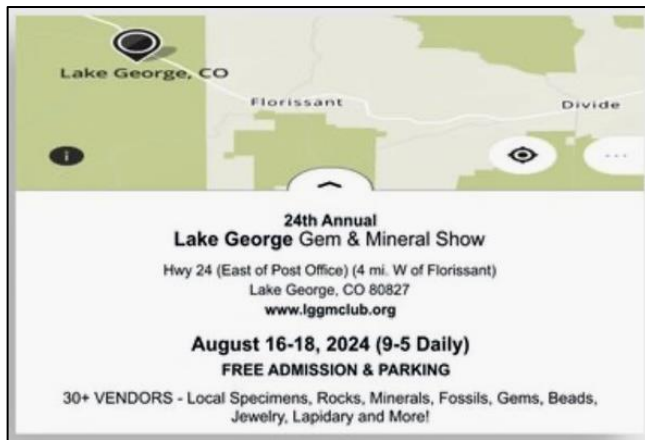 Lake George, CO
Florissant
Divide
i
24th Annual
Lake George Gem & Mineral Show
Hwy 24 (East of Post Office) (4 mi. W of Florissant)
Lake George, CO 80827
www.lggmclub.org
August 16-18, 2024 (9-5 Daily)
FREE ADMISSION & PARKING
30+ VENDORS - Local Specimens, Rocks, Minerals, Fossils, Gems, Beads,
Jewelry, Lapidary and More!